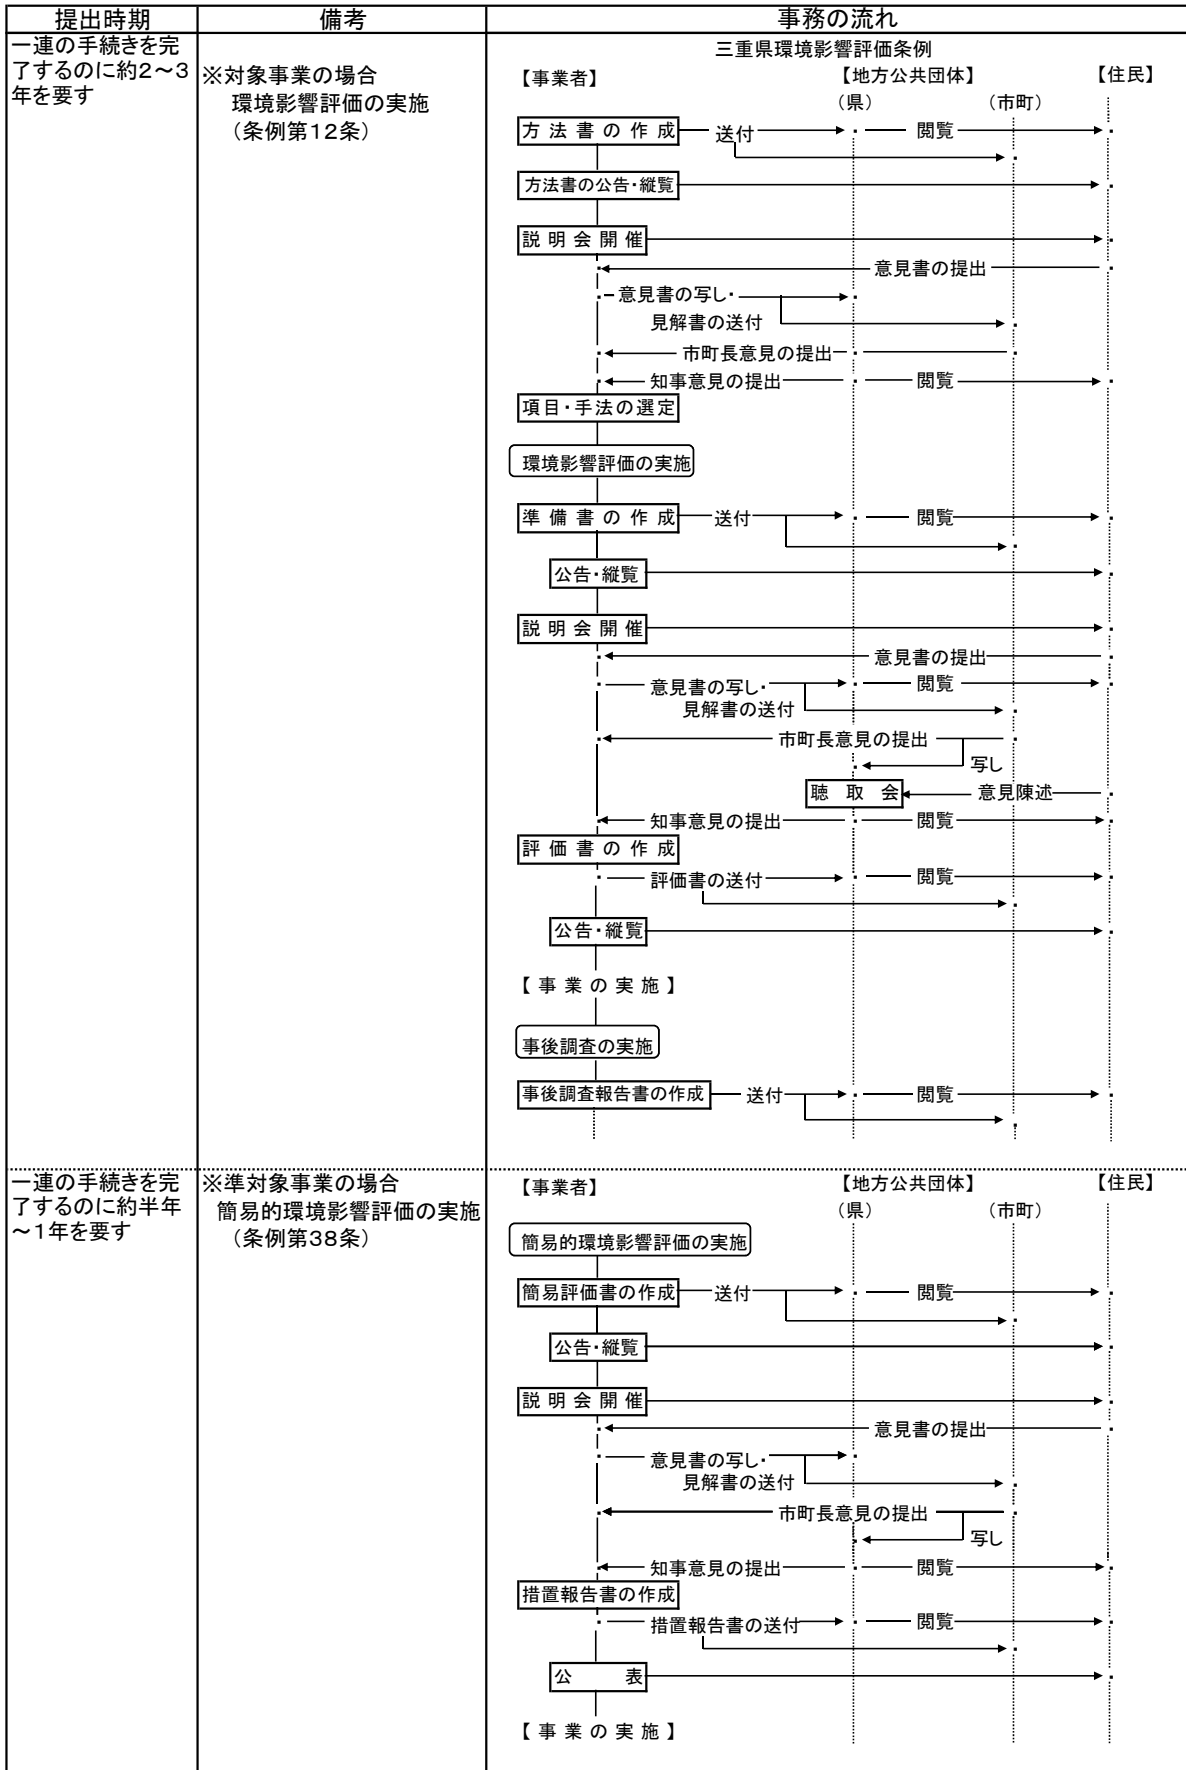 提出時期 備考 事務の流れ
一連の手続きを完
了するのに約2～3
年を要す
※対象事業の場合
環境影響評価の実施
（条例第12条）
三重県環境影響評価条例
【事業者】 【地方公共団体】 【住民】
（県） （市町）
方法書の作成 送付 閲覧
方法書の公告・縦覧
説明会開催
意見書の提出
意見書の写し・
見解書の送付
市町長意見の提出
知事意見の提出 閲覧
項目・手法の選定
環境影響評価の実施
準備書の作成 送付 閲覧
公告・縦覧
説明会開催
意見書の提出
意見書の写し・ 閲覧
見解書の送付
市町長意見の提出
写し
聴取会 意見陳述
知事意見の提出 閲覧
評価書の作成
評価書の送付 閲覧
公告・縦覧
【事業の実施】
事後調査の実施
事後調査報告書の作成 送付 閲覧
一連の手続きを完
了するのに約半年
～1年を要す
※準対象事業の場合
簡易的環境影響評価の実施
（条例第38条）
【事業者】 【地方公共団体】 【住民】
（県） （市町）
簡易的環境影響評価の実施
簡易評価書の作成 送付 閲覧
公告・縦覧
説明会開催
意見書の提出
意見書の写し・
見解書の送付
市町長意見の提出
写し
知事意見の提出 閲覧
措置報告書の作成
措置報告書の送付 閲覧
公表
【事業の実施】